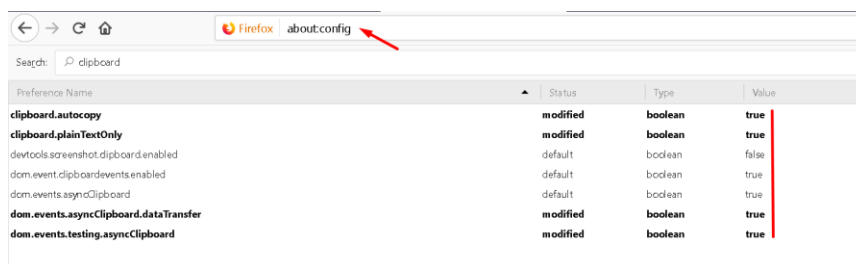 Firefox about:config
Search: clipboard
Preference Name Status Type Value
clipboard.autocopy modified boolean true
clipboard.plainTextOnly modified boolean true
devtools.screenshot.clipboard.enabled default boolean false
dom.event.clipboardevents.enabled default boolean true
dom.events.asyncClipboard default boolean true
dom.events.asyncClipboard.dataTransfer modified boolean true
dom.events.testing.asyncClipboard modified boolean true